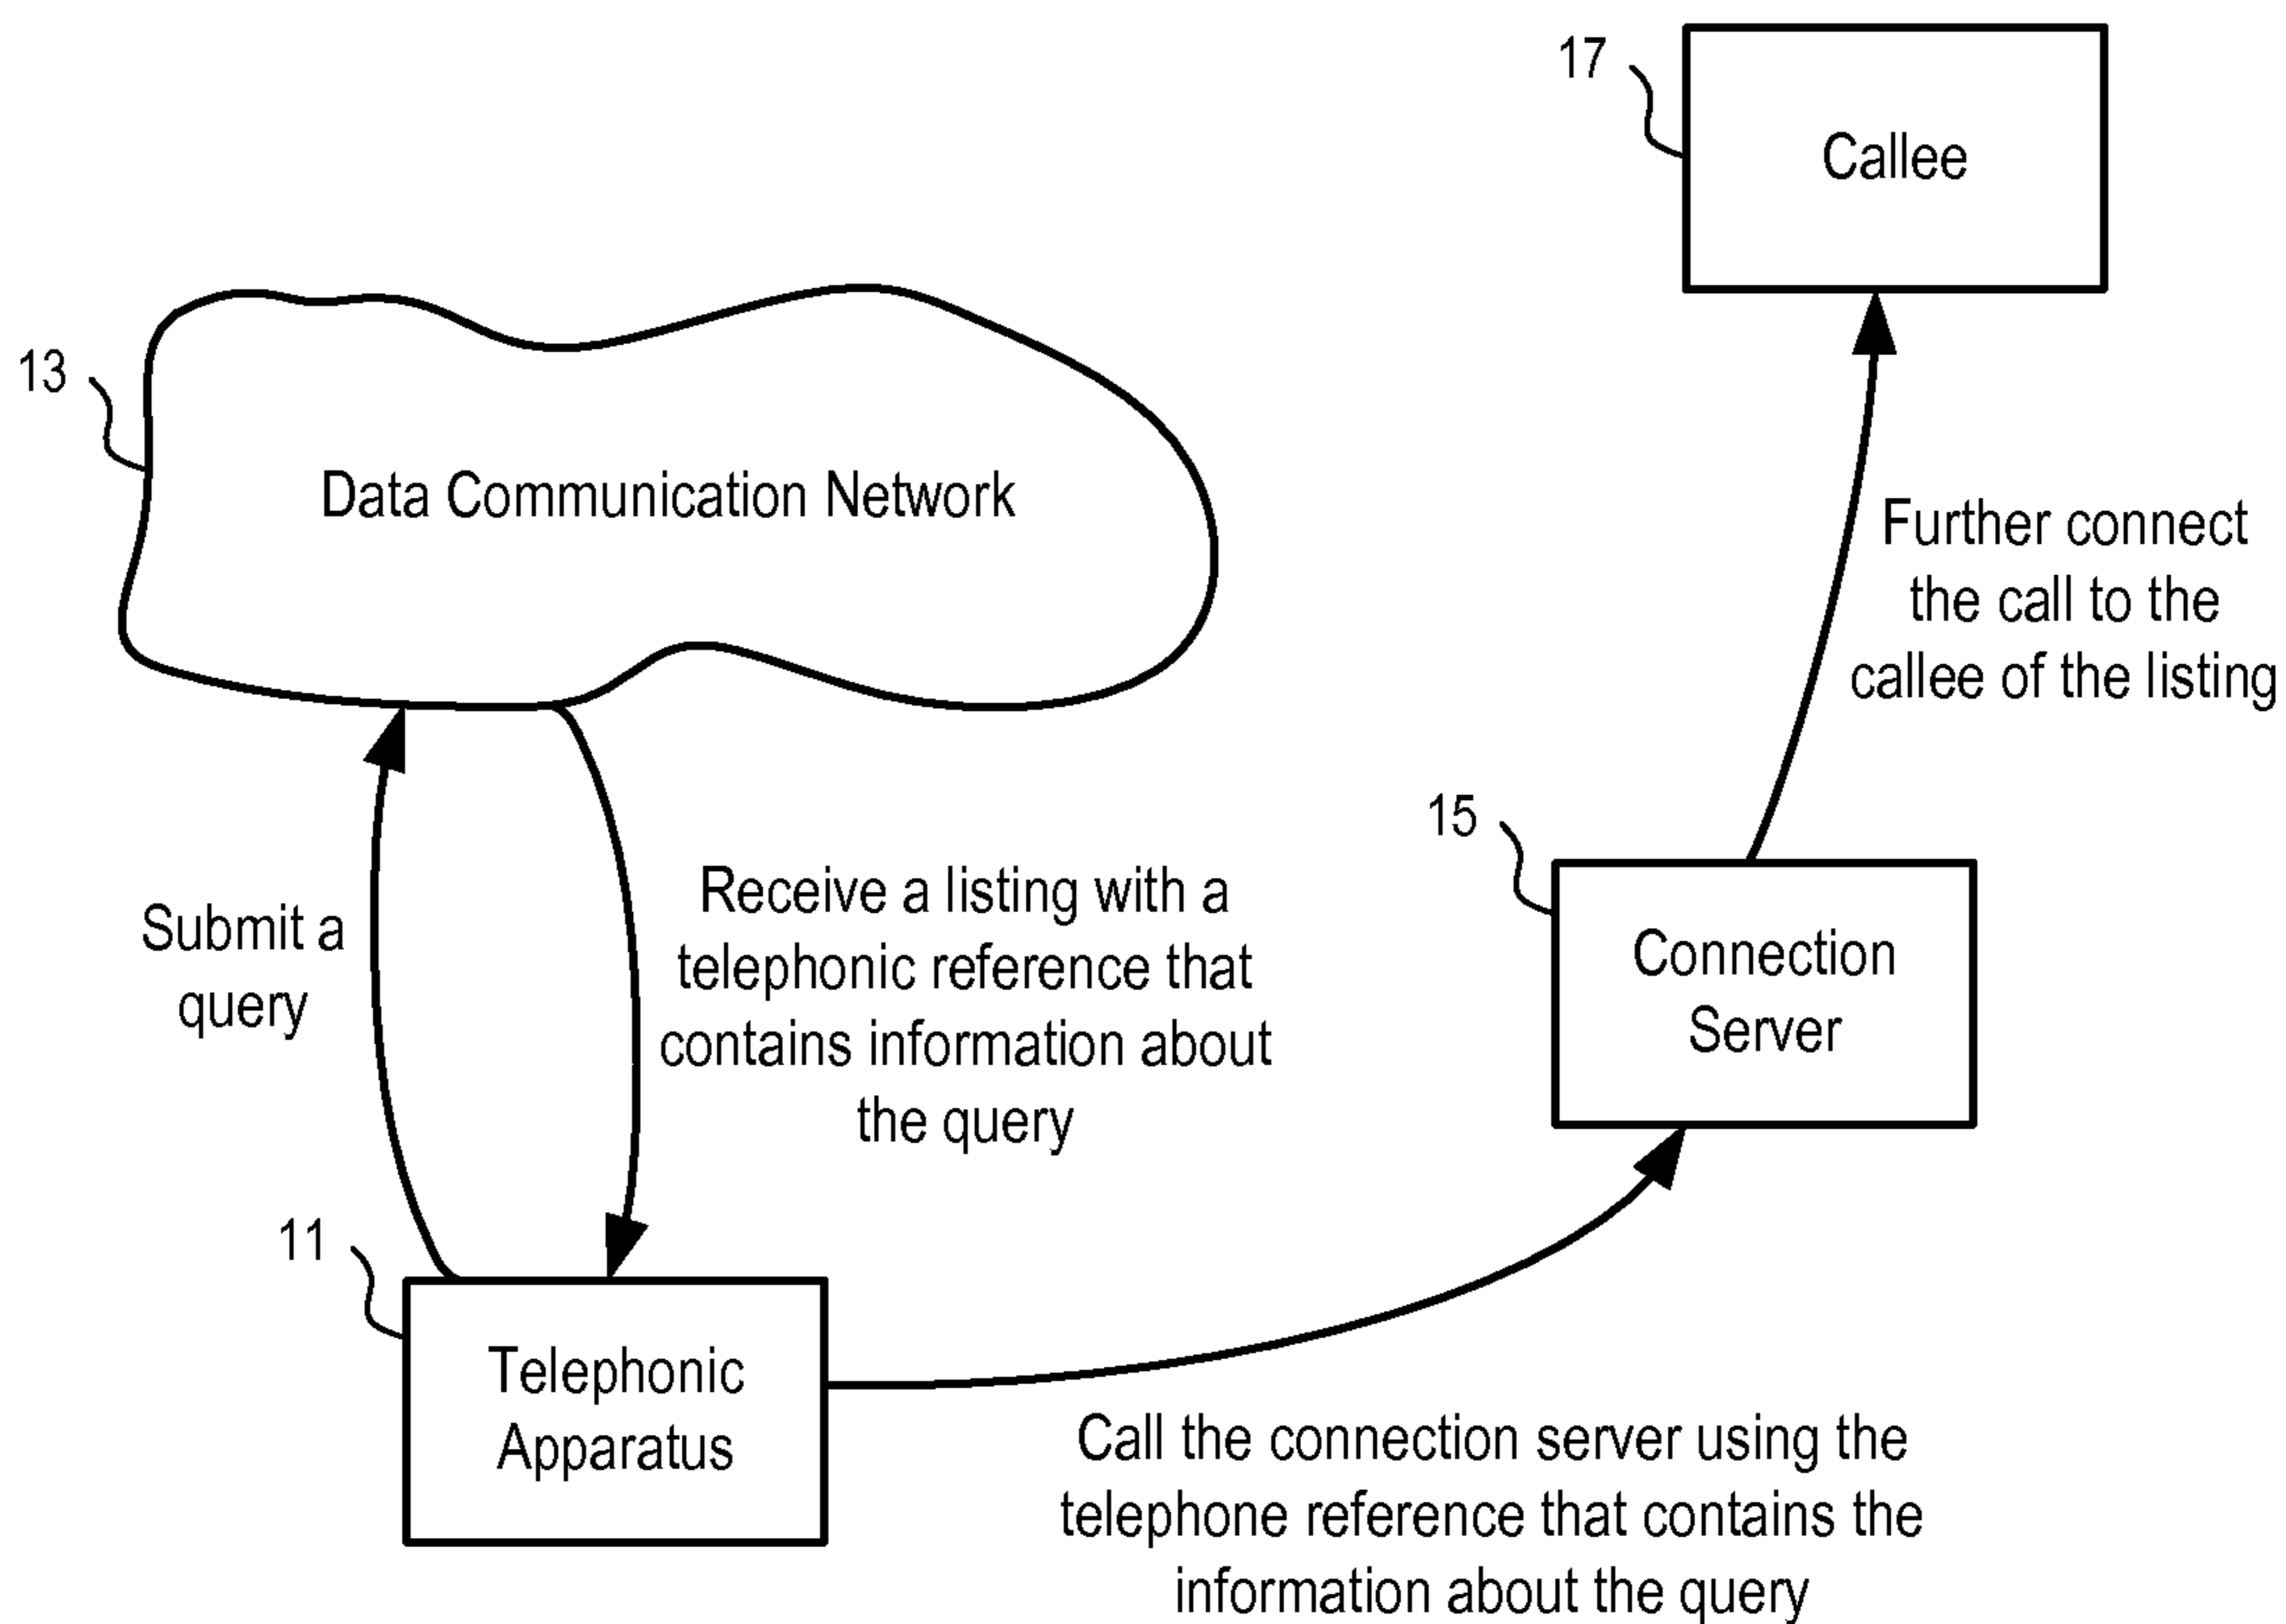 17
Callee
13
Data Communication Network
Further connect
the call to the
callee of the listing
15
Connection
Server
Submit a
query
Receive a listing with a
telephonic reference that
contains information about
the query
11
Telephonic
Apparatus
Call the connection server using the
telephone reference that contains the
information about the query